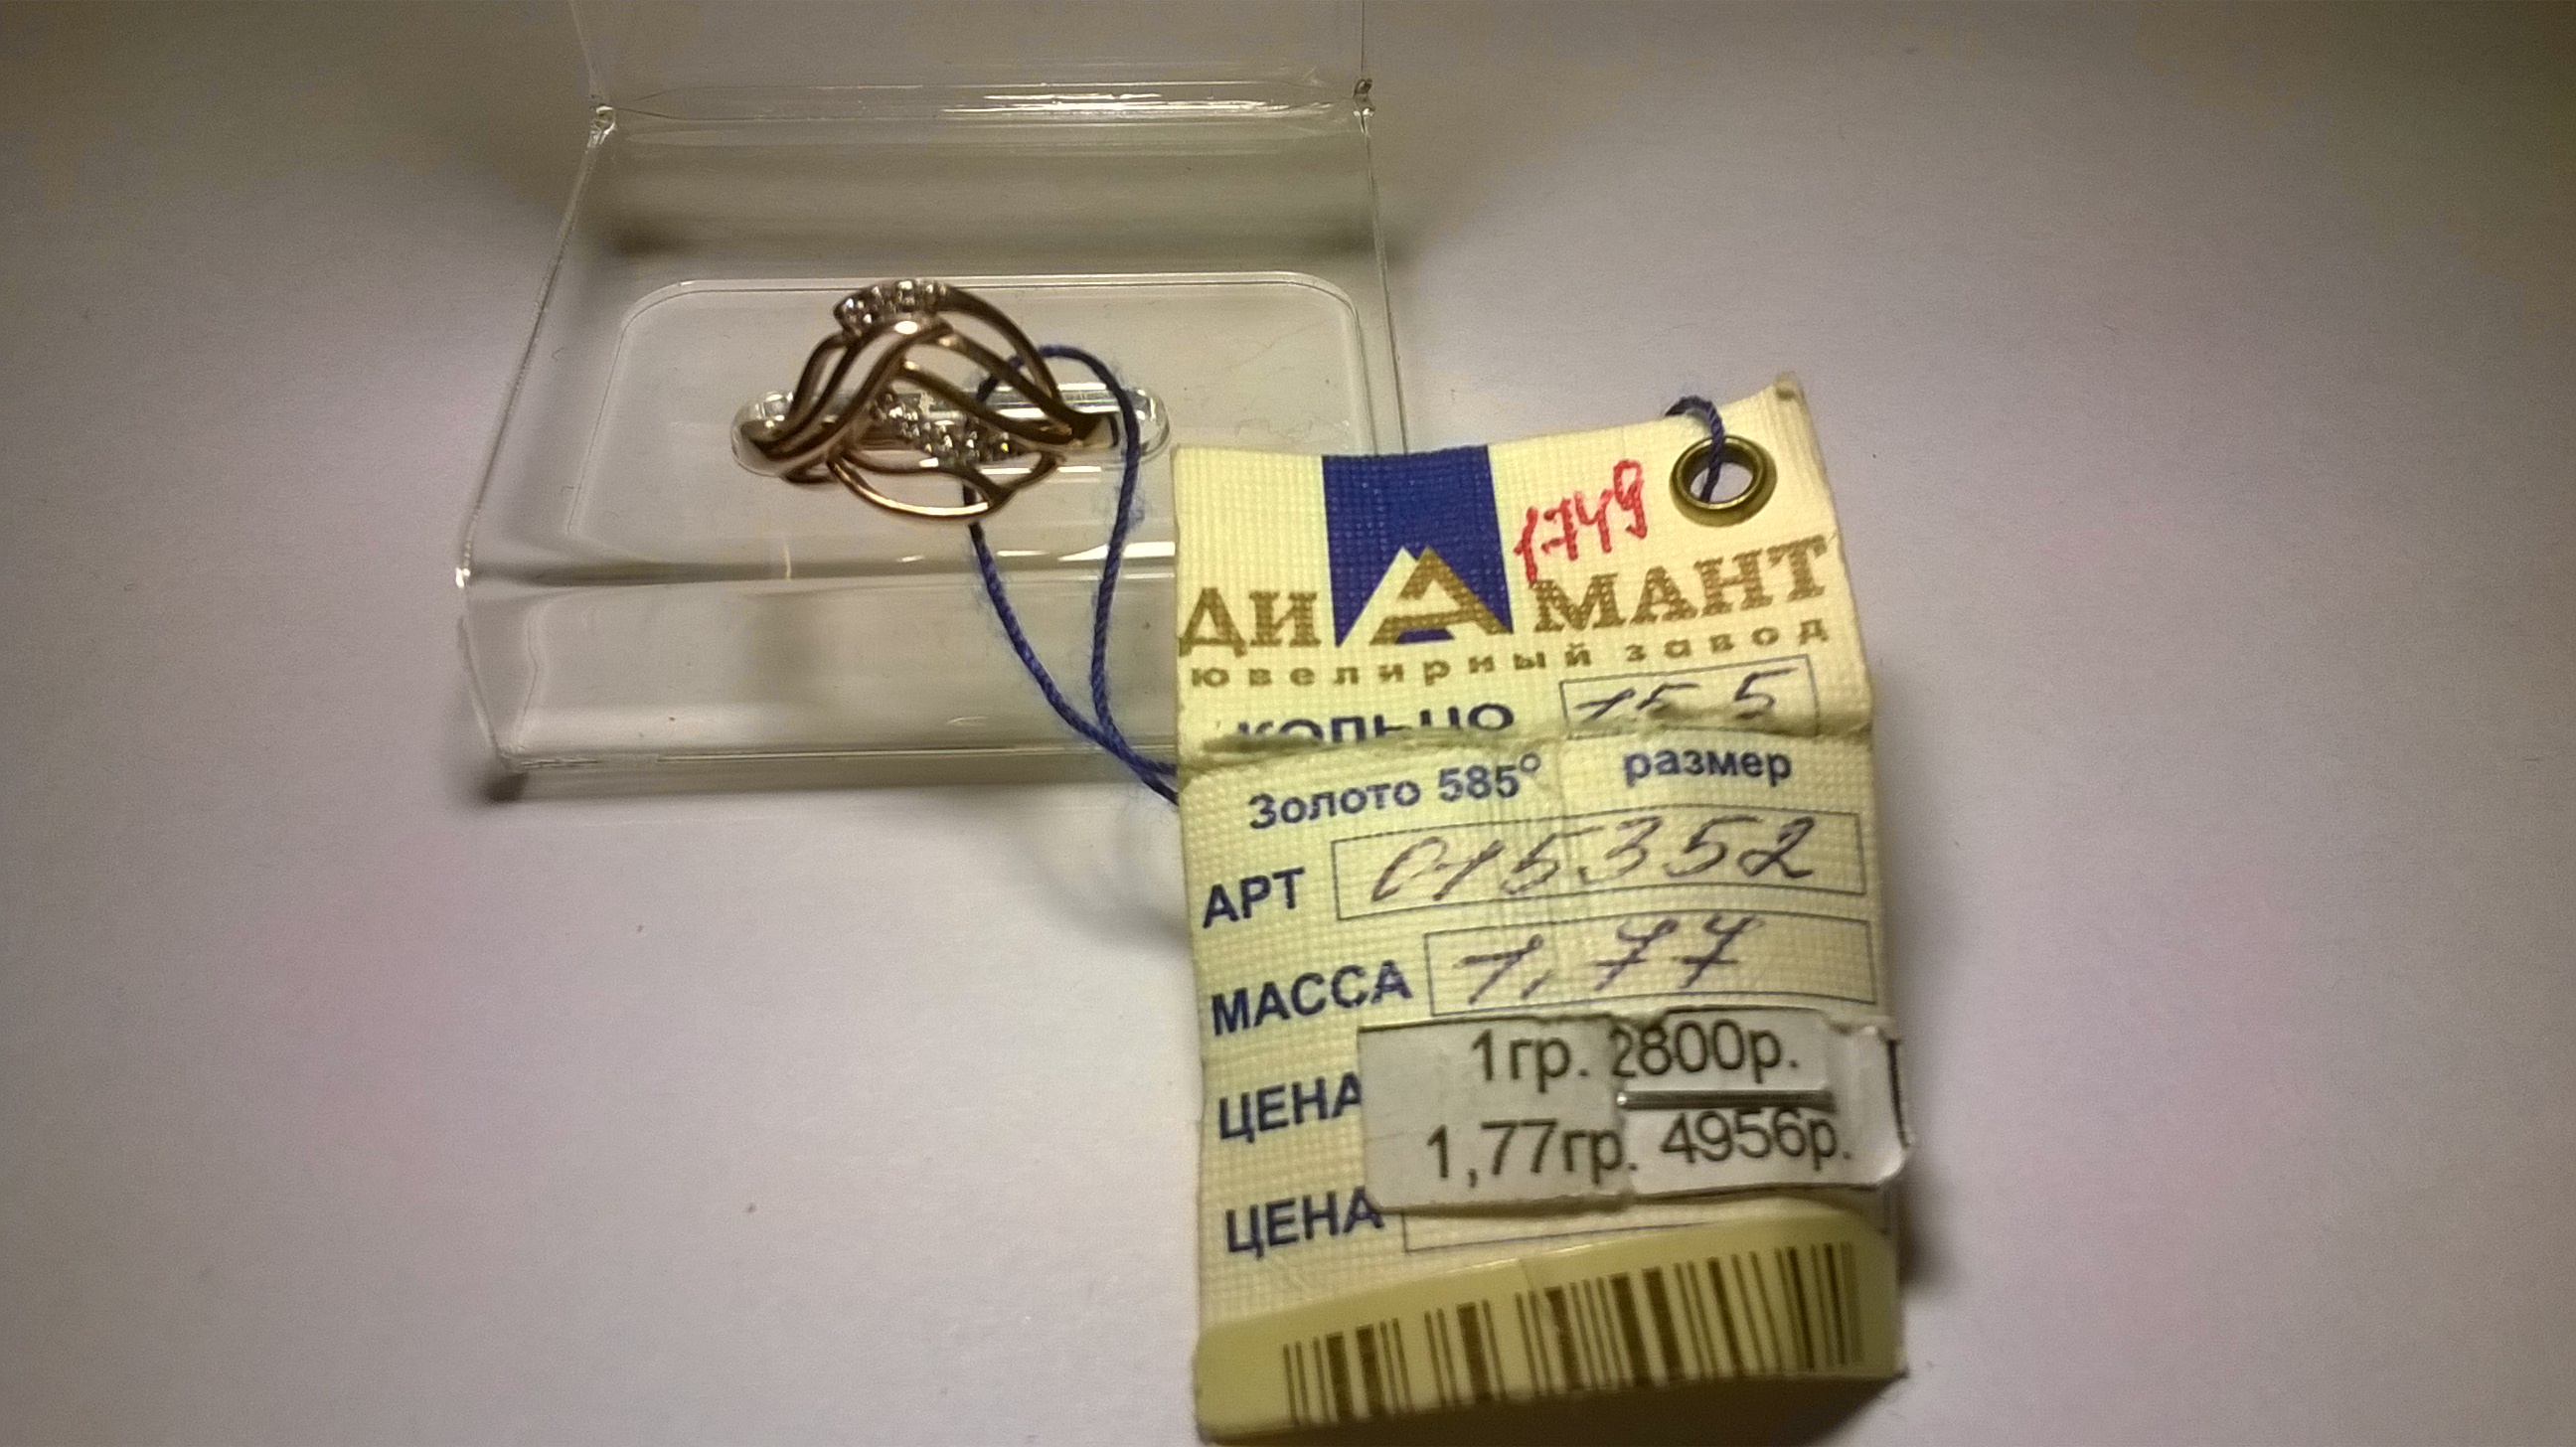 1749
ДИАМАНТ
ювелирный завод
КОЛЬЦО 15,5
Золото 585° размер
АРТ 015352
МАССА 1,77
ЦЕНА 1гр. 2800р.
1,77гр. 4956р.
ЦЕНА